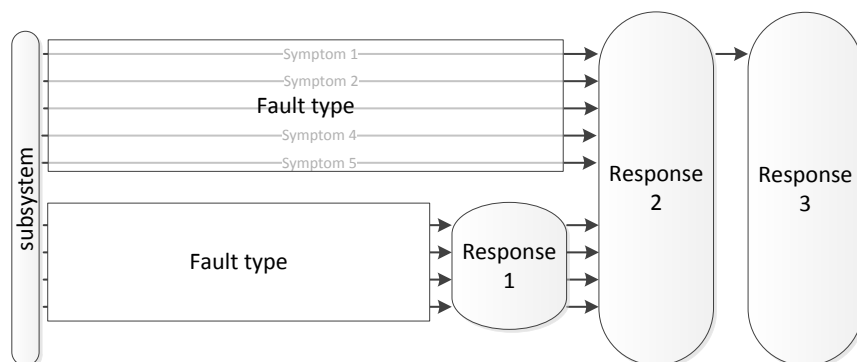 subsystem
Symptom 1
Symptom 2
Fault type
Symptom 4
Symptom 5
Fault type
Response
1
Response
2
Response
3